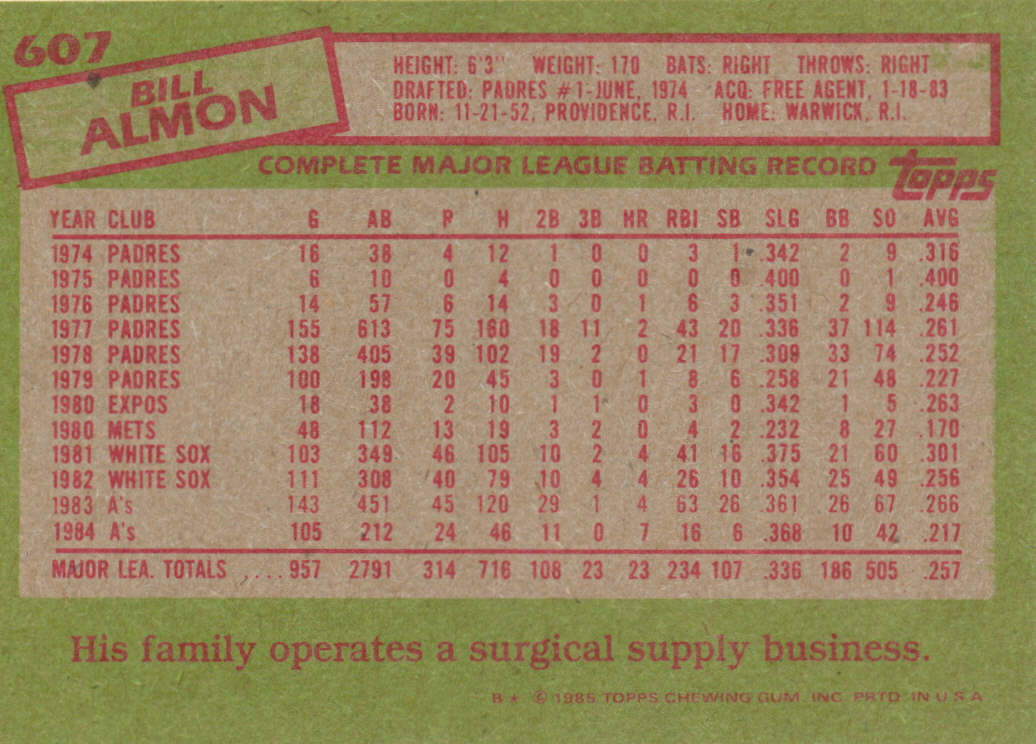 607
BILL
ALMON
HEIGHT: 6'3" WEIGHT: 170 BATS: RIGHT THROWS: RIGHT
DRAFTED: PADRES #1-JUNE, 1974 ACQ: FREE AGENT, 1-18-83
BORN: 11-21-52, PROVIDENCE, R.I. HOME: WARWICK, R.I.
COMPLETE MAJOR LEAGUE BATTING RECORD
topps
YEAR CLUB G AB R H 2B 3B HR RBI SB SLG BB SO AVG
1974 PADRES 16 38 4 12 1 0 0 3 1 .342 2 9 .316
1975 PADRES 6 10 0 4 0 0 0 0 0 .400 0 1 .400
1976 PADRES 14 57 6 14 3 0 1 6 3 .351 2 9 .246
1977 PADRES 155 613 75 160 18 11 2 43 20 .336 37 114 .261
1978 PADRES 138 405 39 102 19 2 0 21 17 .309 33 74 .252
1979 PADRES 100 198 20 45 3 0 1 8 6 .258 21 48 .227
1980 EXPOS 18 38 2 10 1 1 0 3 0 .342 1 5 .263
1980 METS 48 112 13 19 3 2 0 4 2 .232 8 27 .170
1981 WHITE SOX 103 349 46 105 10 2 4 41 16 .375 21 60 .301
1982 WHITE SOX 111 308 40 79 10 4 4 26 10 .354 25 49 .256
1983 A's 143 451 45 120 29 1 4 63 26 .361 26 67 .266
1984 A's 105 212 24 46 11 0 7 16 6 .368 10 42 .217
MAJOR LEA. TOTALS ..... 957 2791 314 716 108 23 23 234 107 .336 186 505 .257
His family operates a surgical supply business.
B★ © 1985 TOPPS CHEWING GUM, INC. PRTD. IN U.S.A.